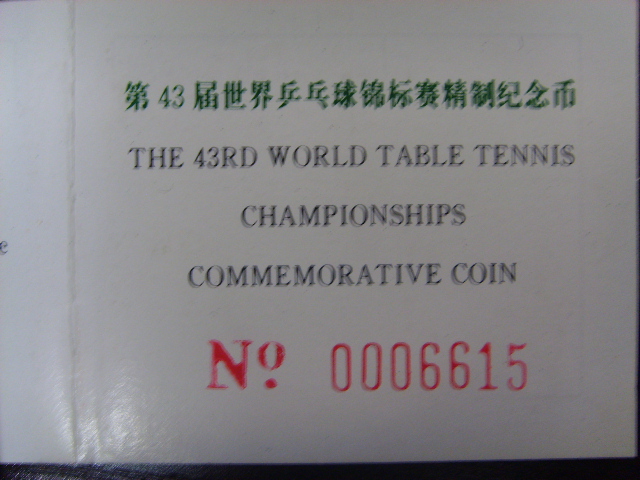 第43届世界乒乓球锦标赛精制纪念币
THE 43RD WORLD TABLE TENNIS
CHAMPIONSHIPS
COMMEMORATIVE COIN
No 0006615